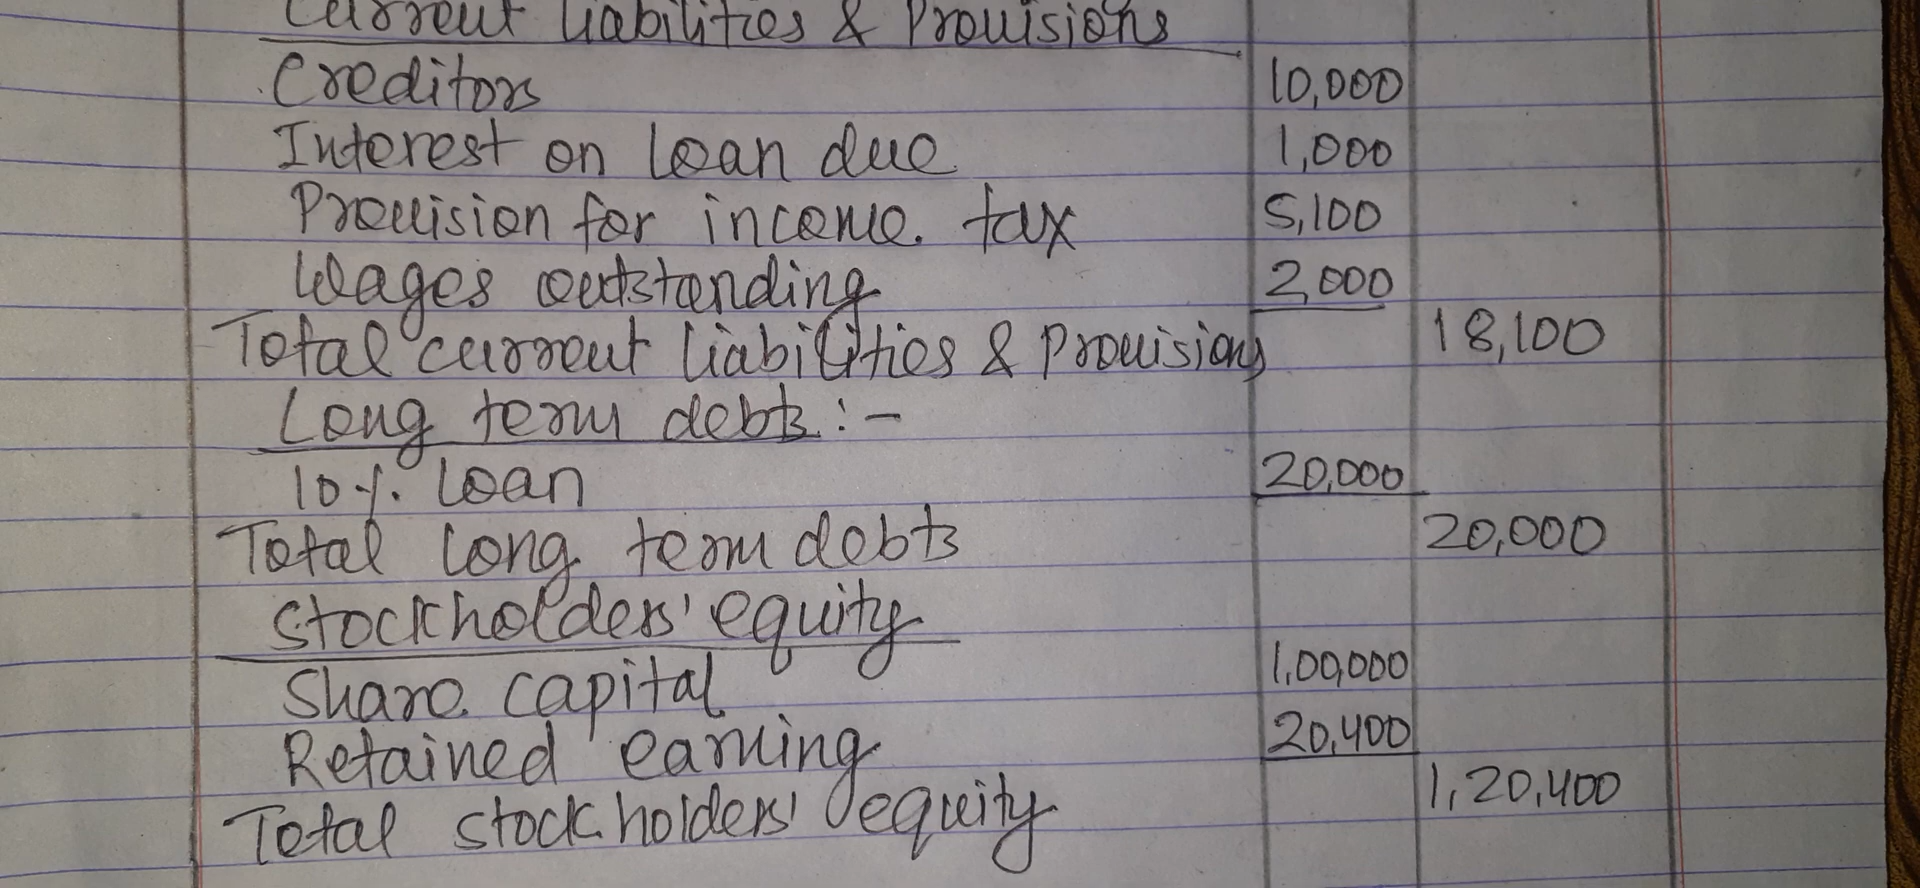 Current liabilities & Provisions
Creditors 10,000
Interest on loan due 1,000
Provision for income tax 5,100
Wages outstanding 2,000
Total current liabilities & Provisions 18,100
Long term debts :-
10%. Loan 20,000
Total long term debts 20,000
Stockholders' equity
Share capital 1,00,000
Retained earning 20,400
Total stockholders' equity 1,20,400